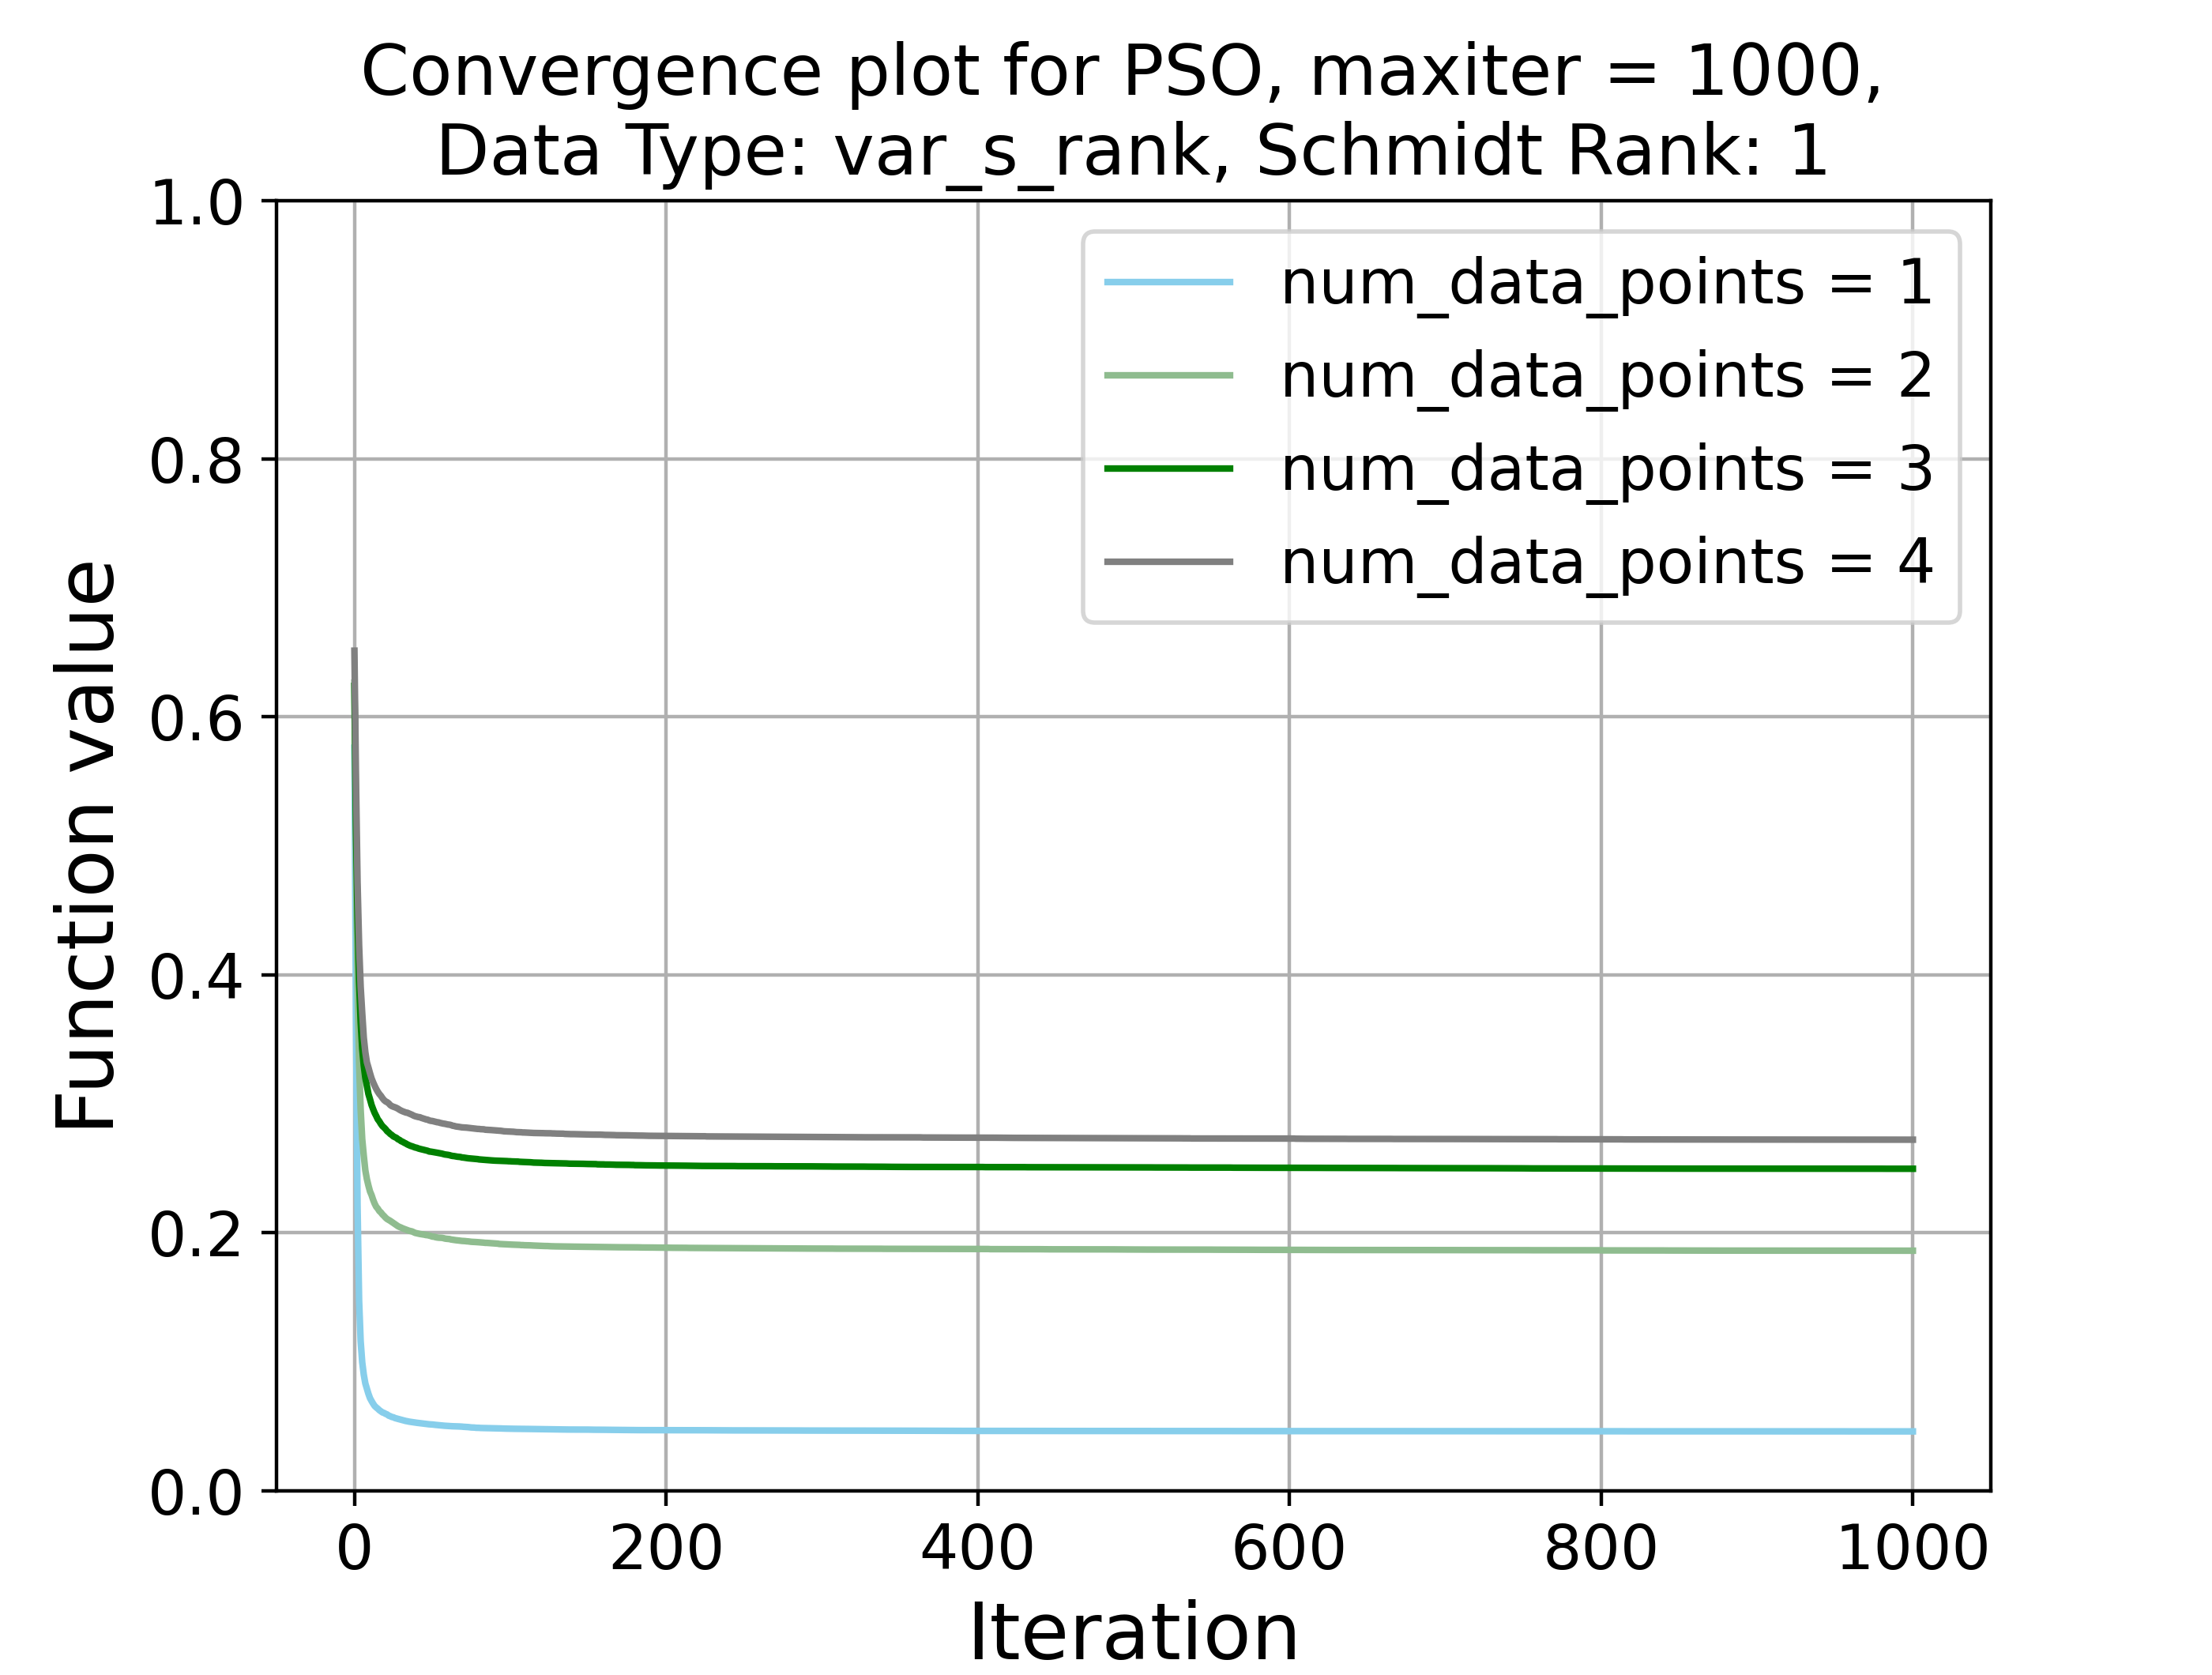 Convergence plot for PSO, maxiter = 1000,
Data Type: var_s_rank, Schmidt Rank: 1
1.0
0.8
0.6
0.4
0.2
0.0
Function value
num_data_points = 1
num_data_points = 2
num_data_points = 3
num_data_points = 4
0 200 400 600 800 1000
Iteration